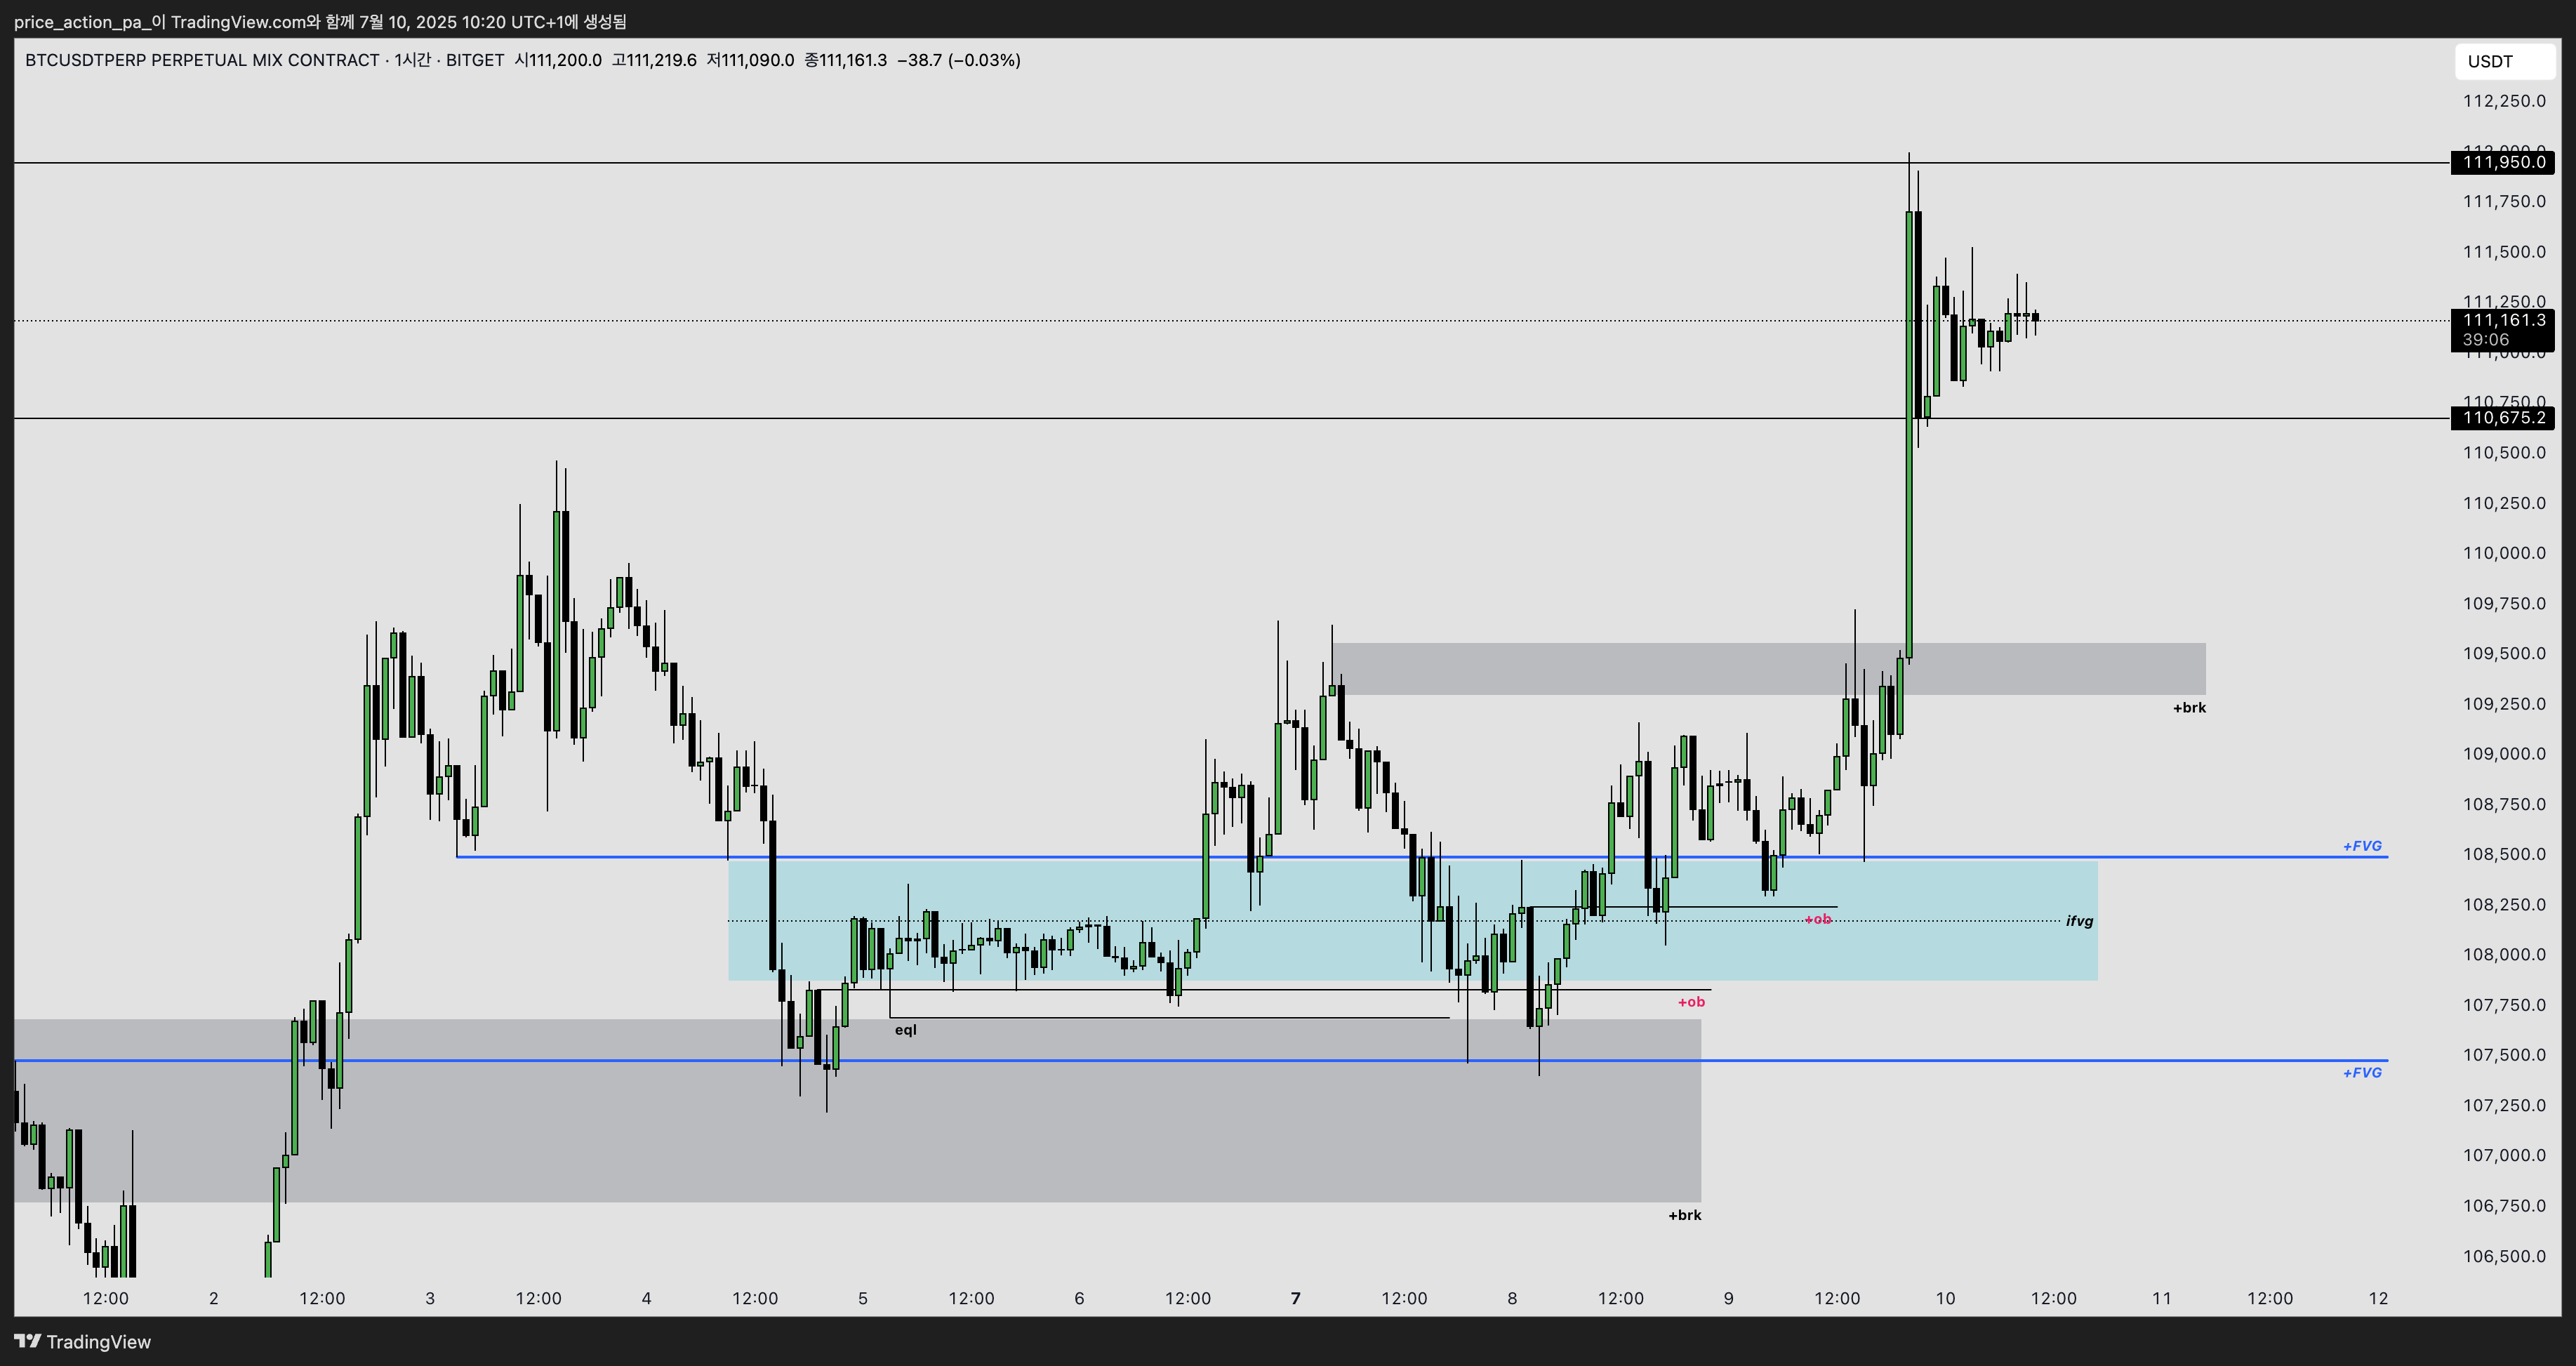 price_action_pa_이 TradingView.com와 함께 7월 10, 2025 10:20 UTC+1에 생성됨
BTCUSDTPERP PERPETUAL MIX CONTRACT · 1시간 · BITGET 시111,200.0 고111,219.6 저111,090.0 종111,161.3 −38.7 (−0.03%)
USDT
112,250.0
111,950.0
111,750.0
111,500.0
111,250.0
111,161.3
39:06
110,750.0
110,675.2
110,500.0
110,250.0
110,000.0
109,750.0
109,500.0
109,250.0
+brk
109,000.0
108,750.0
+FVG
108,500.0
108,250.0
+ob
ifvg
108,000.0
+ob
107,750.0
eql
107,500.0
+FVG
107,250.0
107,000.0
106,750.0
+brk
106,500.0
12:00 2 12:00 3 12:00 4 12:00 5 12:00 6 12:00 7 12:00 8 12:00 9 12:00 10 12:00 11 12:00 12
TradingView